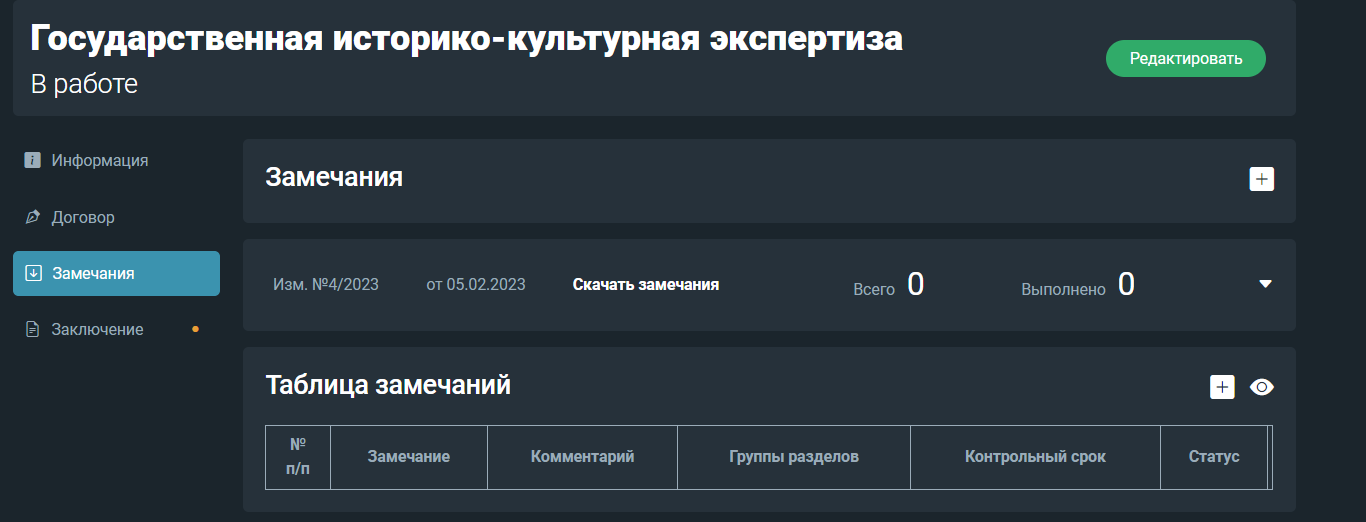 Государственная историко-культурная экспертиза
В работе
Редактировать
Информация
Договор
Замечания
Заключение
Замечания
Изм. №4/2023 от 05.02.2023 Скачать замечания Всего 0 Выполнено 0
Таблица замечаний
№ п/п Замечание Комментарий Группы разделов Контрольный срок Статус